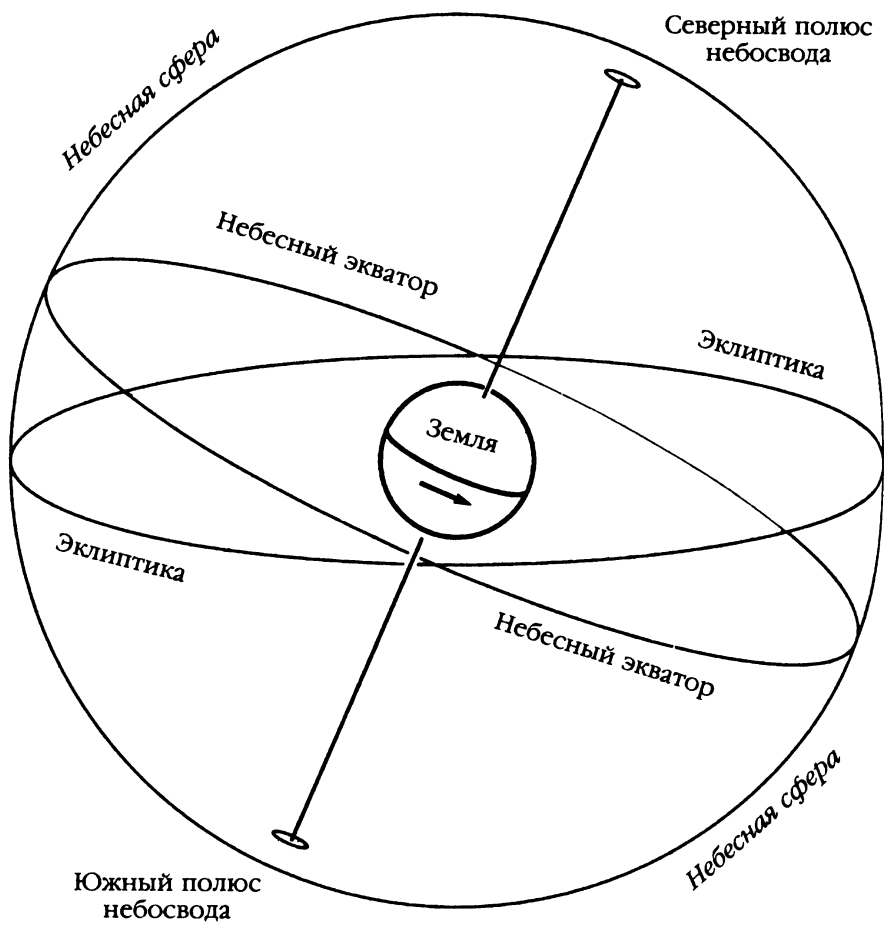 Северный полюс
небосвода
Небесная сфера
Небесный экватор
Эклиптика
Земля
Эклиптика
Небесный экватор
Небесная сфера
Южный полюс
небосвода